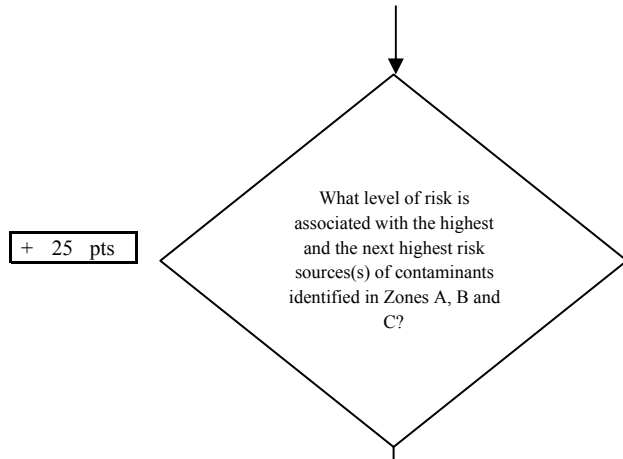 What level of risk is
associated with the highest
and the next highest risk
sources(s) of contaminants
identified in Zones A, B and
C?
+ 25 pts